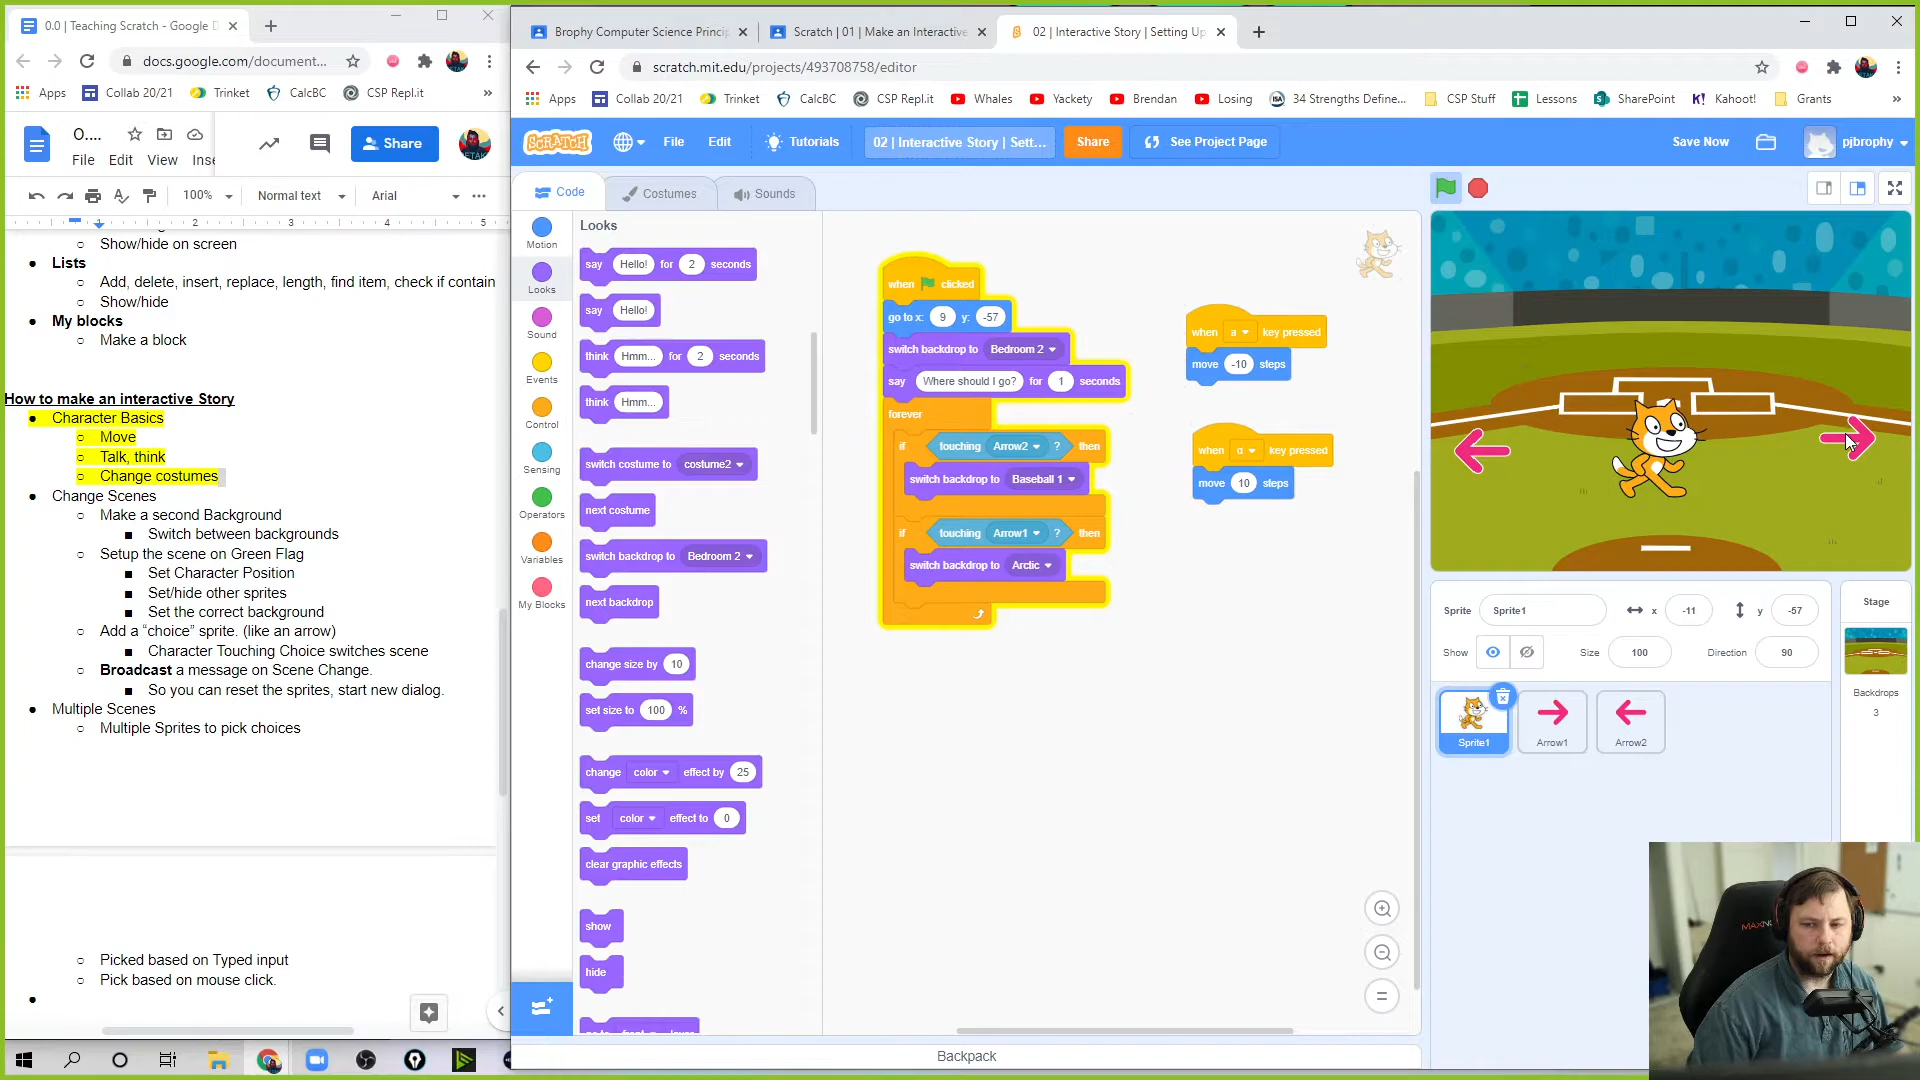 0.0 | Teaching Scratch - Google D
docs.google.com/document...
Apps
Collab 20/21
Trinket
CalcBC
CSP Repl.it
»
O....
File
Edit
View
Inse
Share
100%
Normal text
Arial
1
2
3
4
5
Show/hide on screen
Lists
Add, delete, insert, replace, length, find item, check if contain
Show/hide
My blocks
Make a block
How to make an interactive Story
Character Basics
Move
Talk, think
Change costumes
Change Scenes
Make a second Background
Switch between backgrounds
Setup the scene on Green Flag
Set Character Position
Set/hide other sprites
Set the correct background
Add a “choice” sprite. (like an arrow)
Character Touching Choice switches scene
Broadcast a message on Scene Change.
So you can reset the sprites, start new dialog.
Multiple Scenes
Multiple Sprites to pick choices
Picked based on Typed input
Pick based on mouse click.
Brophy Computer Science Princip
Scratch | 01 | Make an Interactive
02 | Interactive Story | Setting Up
scratch.mit.edu/projects/493708758/editor
Apps
Collab 20/21
Trinket
CalcBC
CSP Repl.it
Whales
Yackety
Brendan
Losing
34 Strengths Define...
CSP Stuff
Lessons
SharePoint
Kahoot!
Grants
»
SCRATCH
File
Edit
Tutorials
02 | Interactive Story | Sett...
Share
See Project Page
Save Now
pjbrophy
Code
Costumes
Sounds
Motion
Looks
Sound
Events
Control
Sensing
Operators
Variables
My Blocks
Looks
say Hello! for 2 seconds
say Hello!
think Hmm... for 2 seconds
think Hmm...
switch costume to costume2
next costume
switch backdrop to Bedroom 2
next backdrop
change size by 10
set size to 100 %
change color effect by 25
set color effect to 0
clear graphic effects
show
hide
when clicked
go to x: 9 y: -57
switch backdrop to Bedroom 2
say Where should I go? for 1 seconds
forever
if touching Arrow2 ? then
switch backdrop to Baseball 1
if touching Arrow1 ? then
switch backdrop to Arctic
when a key pressed
move -10 steps
when d key pressed
move 10 steps
Sprite
Sprite1
x
-11
y
-57
Show
Size
100
Direction
90
Sprite1
Arrow1
Arrow2
Stage
Backdrops
3
Backpack